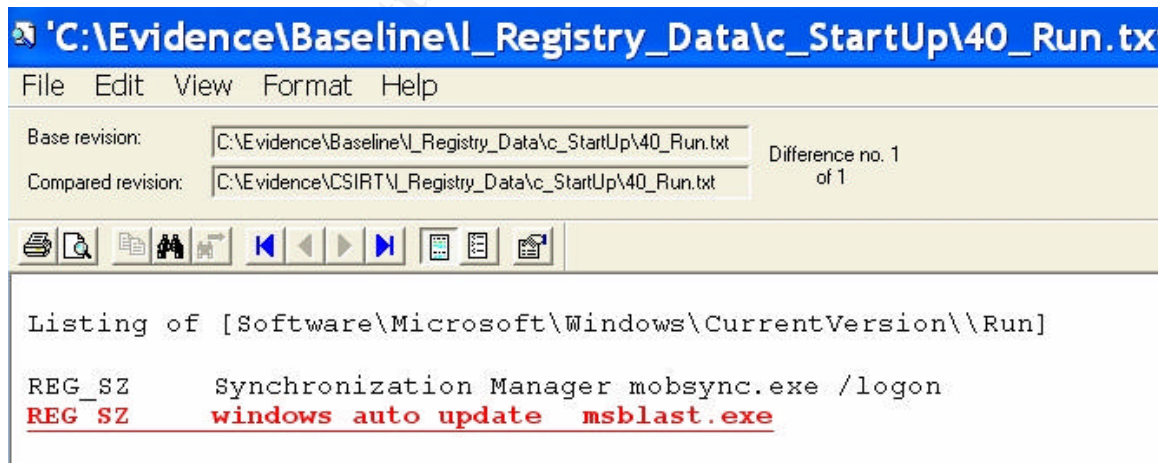 'C:\Evidence\Baseline\l_Registry_Data\c_StartUp\40_Run.tx
File Edit View Format Help
Base revision: C:\Evidence\Baseline\l_Registry_Data\c_StartUp\40_Run.txt
Compared revision: C:\Evidence\CSIRT\l_Registry_Data\c_StartUp\40_Run.txt
Difference no. 1
of 1
Listing of [Software\Microsoft\Windows\CurrentVersion\\Run]
REG_SZ Synchronization Manager mobsync.exe /logon
REG_SZ windows auto update msblast.exe